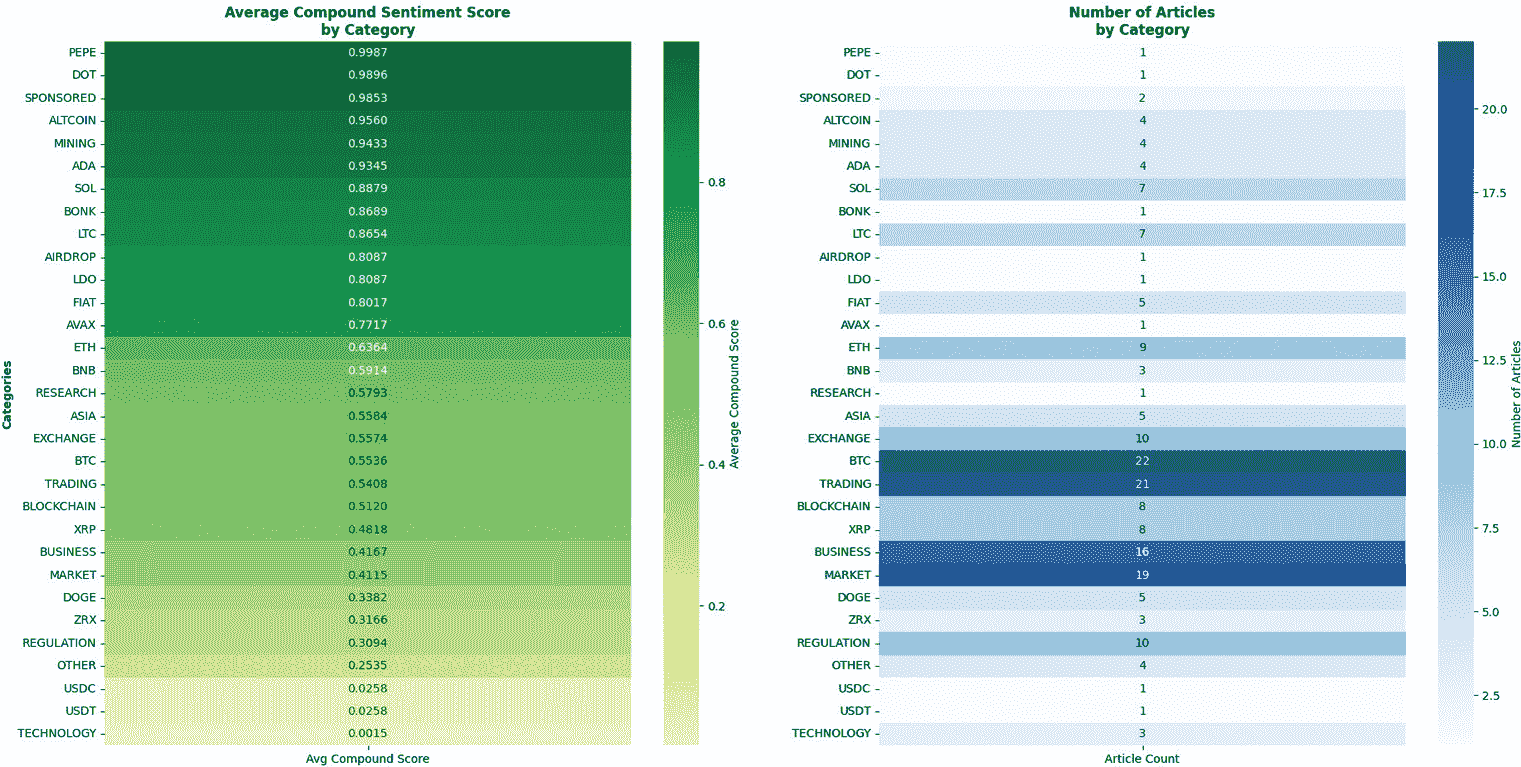 Average Compound Sentiment Score
by Category
Categories
PEPE 0.9987
DOT 0.9896
SPONSORED 0.9853
ALTCOIN 0.9560
MINING 0.9433
ADA 0.9345
SOL 0.8879
BONK 0.8689
LTC 0.8654
AIRDROP 0.8087
LDO 0.8087
FIAT 0.8017
AVAX 0.7717
ETH 0.6364
BNB 0.5914
RESEARCH 0.5793
ASIA 0.5584
EXCHANGE 0.5574
BTC 0.5536
TRADING 0.5408
BLOCKCHAIN 0.5120
XRP 0.4818
BUSINESS 0.4167
MARKET 0.4115
DOGE 0.3382
ZRX 0.3166
REGULATION 0.3094
OTHER 0.2535
USDC 0.0258
USDT 0.0258
TECHNOLOGY 0.0015
Avg Compound Score
0.8
0.6
0.4
0.2
Average Compound Score
Number of Articles
by Category
PEPE 1
DOT 1
SPONSORED 2
ALTCOIN 4
MINING 4
ADA 4
SOL 7
BONK 1
LTC 7
AIRDROP 1
LDO 1
FIAT 5
AVAX 1
ETH 9
BNB 3
RESEARCH 1
ASIA 5
EXCHANGE 10
BTC 22
TRADING 21
BLOCKCHAIN 8
XRP 8
BUSINESS 16
MARKET 19
DOGE 5
ZRX 3
REGULATION 10
OTHER 4
USDC 1
USDT 1
TECHNOLOGY 3
Article Count
20.0
17.5
15.0
12.5
10.0
7.5
5.0
2.5
Number of Articles